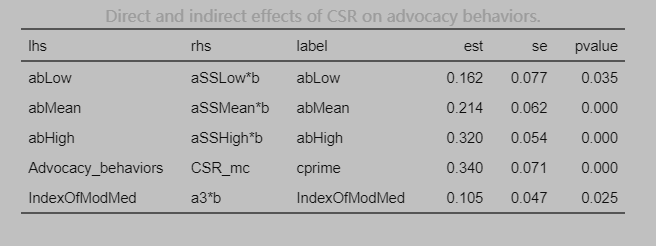 Direct and indirect effects of CSR on advocacy behaviors.
lhs rhs label est se pvalue
abLow aSSLow*b abLow 0.162 0.077 0.035
abMean aSSMean*b abMean 0.214 0.062 0.000
abHigh aSSHigh*b abHigh 0.320 0.054 0.000
Advocacy_behaviors CSR_mc cprime 0.340 0.071 0.000
IndexOfModMed a3*b IndexOfModMed 0.105 0.047 0.025